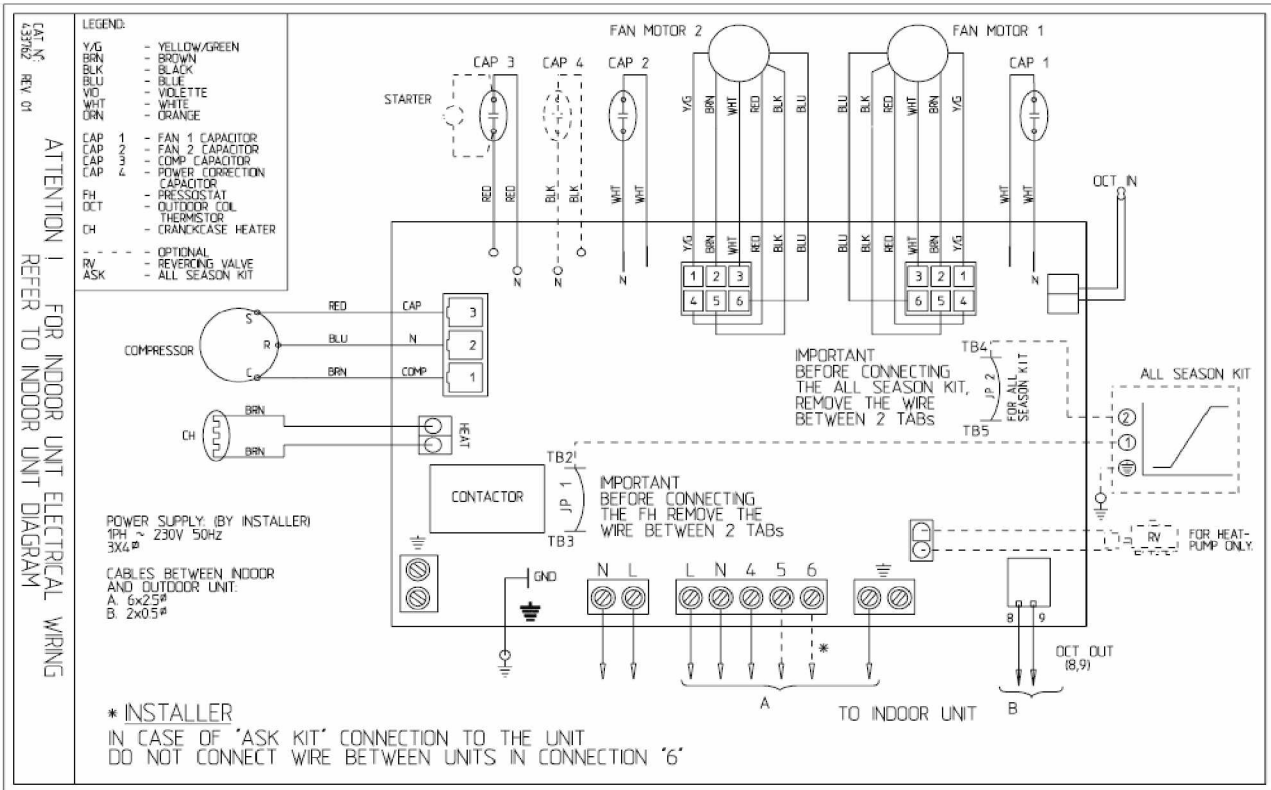 CAT Nº:
433762 REV. 01
ATTENTION ! FOR INDOOR UNIT ELECTRICAL WIRING
REFER TO INDOOR UNIT DIAGRAM
LEGEND:
Y/G - YELLOW/GREEN
BRN - BROWN
BLK - BLACK
BLU - BLUE
VIO - VIOLETTE
WHT - WHITE
ORN - ORANGE
CAP 1 - FAN 1 CAPACITOR
CAP 2 - FAN 2 CAPACITOR
CAP 3 - COMP CAPACITOR
CAP 4 - POWER CORRECTION
CAPACITOR
FH - PRESSOSTAT
OCT - OUTDOOR COIL
THERMISTOR
CH - CRANCKCASE HEATER
- - - - - OPTIONAL
RV - REVERCING VALVE
ASK - ALL SEASON KIT
FAN MOTOR 2
FAN MOTOR 1
CAP 3
CAP 4
CAP 2
CAP 1
STARTER
RED
RED
BLK
BLK
WHT
WHT
Y/G
BRN
WHT
RED
BLK
BLU
BLU
BLK
RED
WHT
BRN
Y/G
WHT
WHT
OCT IN
N
N
N
Y/G
BRN
WHT
RED
BLK
BLU
BLU
BLK
RED
WHT
BRN
Y/G
N
1 2 3
4 5 6
3 2 1
6 5 4
COMPRESSOR
S
R
C
RED
BLU
BRN
CAP
N
COMP
3
2
1
CH
BRN
BRN
HEAT
IMPORTANT
BEFORE CONNECTING
THE ALL SEASON KIT,
REMOVE THE WIRE
BETWEEN 2 TABs
TB4
JP 2
FOR ALL
SEASON KIT
TB5
ALL SEASON KIT
2
1
CONTACTOR
TB2
JP 1
TB3
IMPORTANT
BEFORE CONNECTING
THE FH REMOVE THE
WIRE BETWEEN 2 TABs
RV
FOR HEAT-
PUMP ONLY.
POWER SUPPLY: (BY INSTALLER)
1PH ~ 230V 50Hz
3X4⌀
CABLES BETWEEN INDOOR
AND OUTDOOR UNIT:
A. 6x2.5⌀
B. 2x0.5⌀
GND
N L
L N 4 5 6
*
8 9
OCT OUT
(8,9)
A
TO INDOOR UNIT
B
* INSTALLER
IN CASE OF "ASK KIT" CONNECTION TO THE UNIT
DO NOT CONNECT WIRE BETWEEN UNITS IN CONNECTION "6"